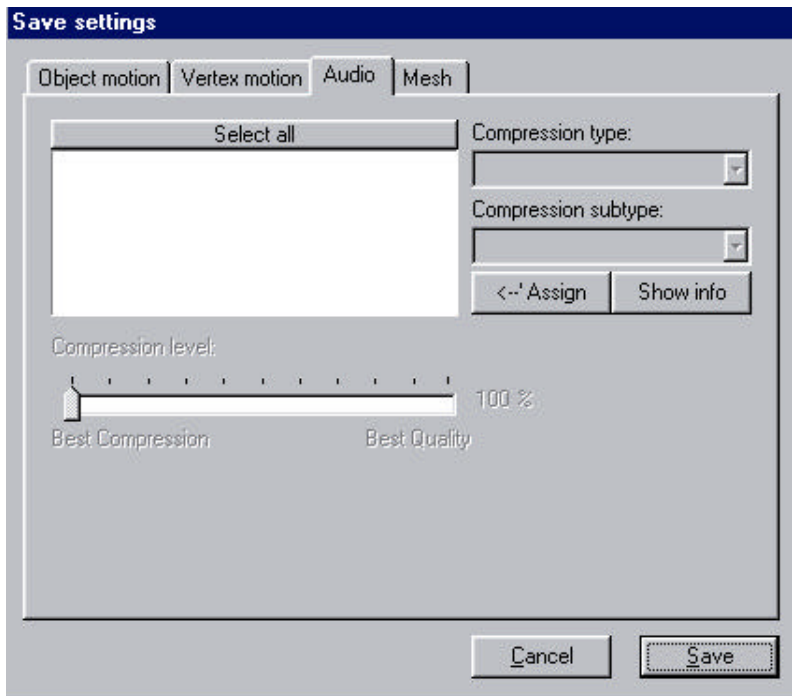 Save settings
Object motion Vertex motion Audio Mesh
Select all
Compression type:
Compression subtype:
<--' Assign Show info
Compression level:
100 %
Best Compression Best Quality
Cancel Save